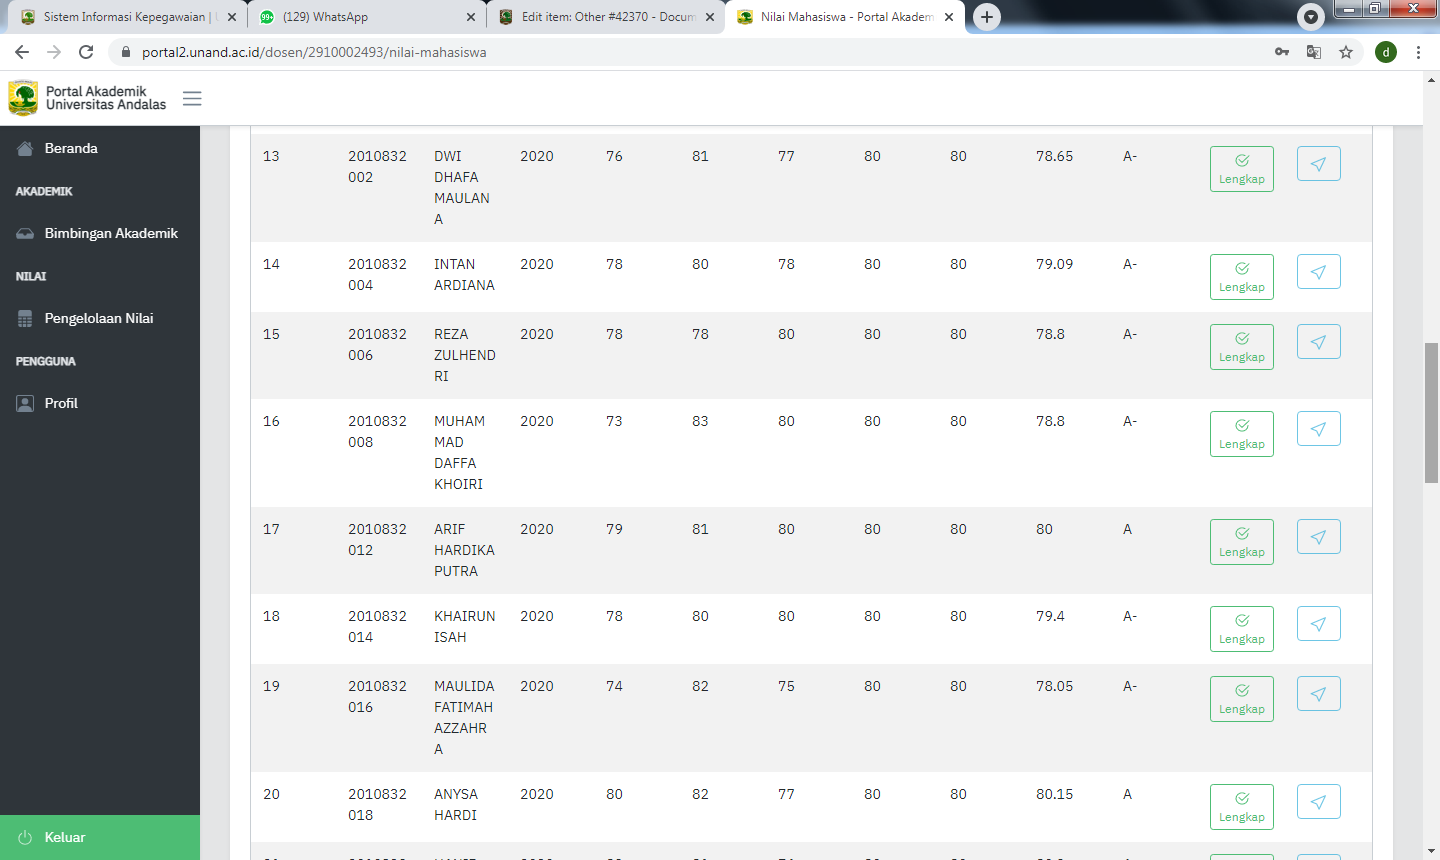 Sistem Informasi Kepegawaian |
(129) WhatsApp
Edit item: Other #42370 - Docum
Nilai Mahasiswa - Portal Akadem
portal2.unand.ac.id/dosen/2910002493/nilai-mahasiswa
d
Portal Akademik
Universitas Andalas
Beranda
AKADEMIK
Bimbingan Akademik
NILAI
Pengelolaan Nilai
PENGGUNA
Profil
Keluar
13 2010832 DWI 2020 76 81 77 80 80 78.65 A-
002 DHAFA Lengkap
MAULAN
A
14 2010832 INTAN 2020 78 80 78 80 80 79.09 A-
004 ARDIANA Lengkap
15 2010832 REZA 2020 78 78 80 80 80 78.8 A-
006 ZULHEND Lengkap
RI
16 2010832 MUHAM 2020 73 83 80 80 80 78.8 A-
008 MAD Lengkap
DAFFA
KHOIRI
17 2010832 ARIF 2020 79 81 80 80 80 80 A
012 HARDIKA Lengkap
PUTRA
18 2010832 KHAIRUN 2020 78 80 80 80 80 79.4 A-
014 ISAH Lengkap
19 2010832 MAULIDA 2020 74 82 75 80 80 78.05 A-
016 FATIMAH Lengkap
AZZAHR
A
20 2010832 ANYSA 2020 80 82 77 80 80 80.15 A
018 HARDI Lengkap